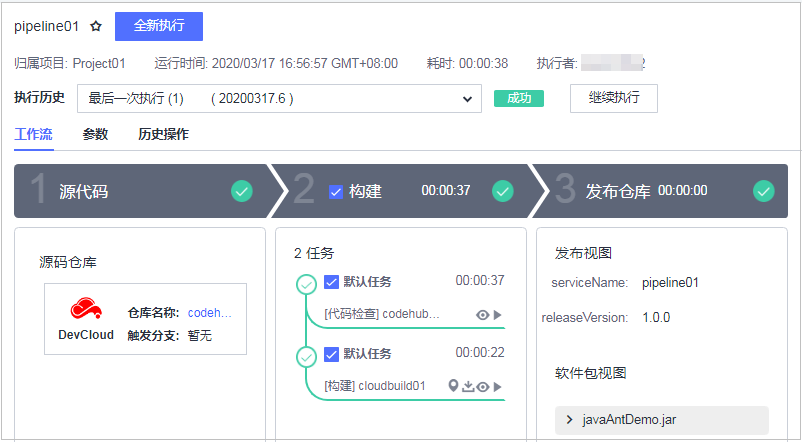 pipeline01 全新执行
归属项目: Project01 运行时间: 2020/03/17 16:56:57 GMT+08:00 耗时: 00:00:38 执行者:
执行历史 最后一次执行 (1) ( 20200317.6 ) 成功 继续执行
工作流 参数 历史操作
1 源代码 2 构建 00:00:37 3 发布仓库 00:00:00
源码仓库
DevCloud
仓库名称: codeh...
触发分支: 暂无
2 任务
默认任务 00:00:37
[代码检查] codehub...
默认任务 00:00:22
[构建] cloudbuild01
发布视图
serviceName: pipeline01
releaseVersion: 1.0.0
软件包视图
javaAntDemo.jar